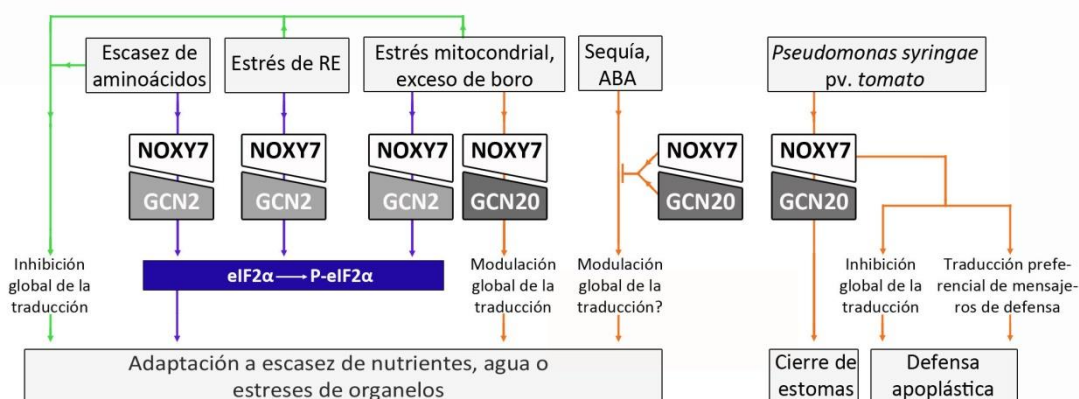 Escasez de
aminoácidos
Estrés de RE
Estrés mitocondrial,
exceso de boro
Sequía,
ABA
Pseudomonas syringae
pv. tomato
NOXY7
GCN2
NOXY7
GCN2
NOXY7
GCN2
NOXY7
GCN20
NOXY7
GCN20
NOXY7
GCN20
Inhibición
global de la
traducción
eIF2α → P-eIF2α
Modulación
global de la
traducción
Modulación
global de la
traducción?
Inhibición
global de la
traducción
Traducción prefe-
rencial de mensaje-
ros de defensa
Adaptación a escasez de nutrientes, agua o
estreses de organelos
Cierre de
estomas
Defensa
apoplástica